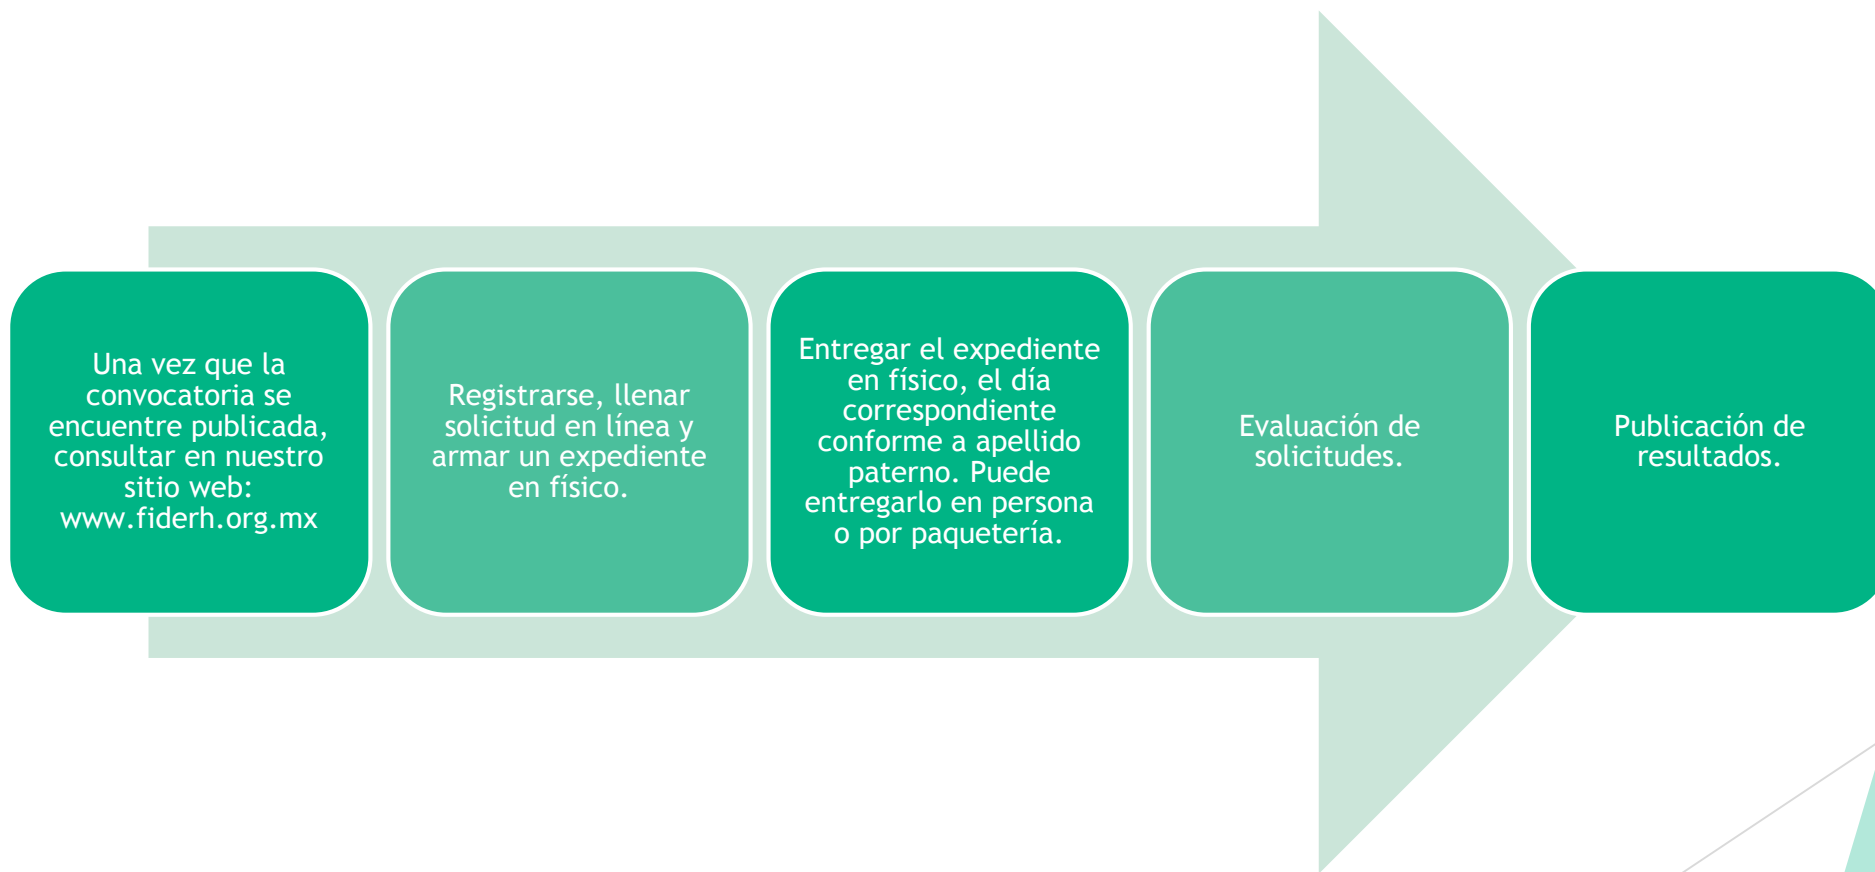 Una vez que la
convocatoria se
encuentre publicada,
consultar en nuestro
sitio web:
www.fiderh.org.mx
Registrarse, llenar
solicitud en línea y
armar un expediente
en físico.
Entregar el expediente
en físico, el día
correspondiente
conforme a apellido
paterno. Puede
entregarlo en persona
o por paquetería.
Evaluación de
solicitudes.
Publicación de
resultados.